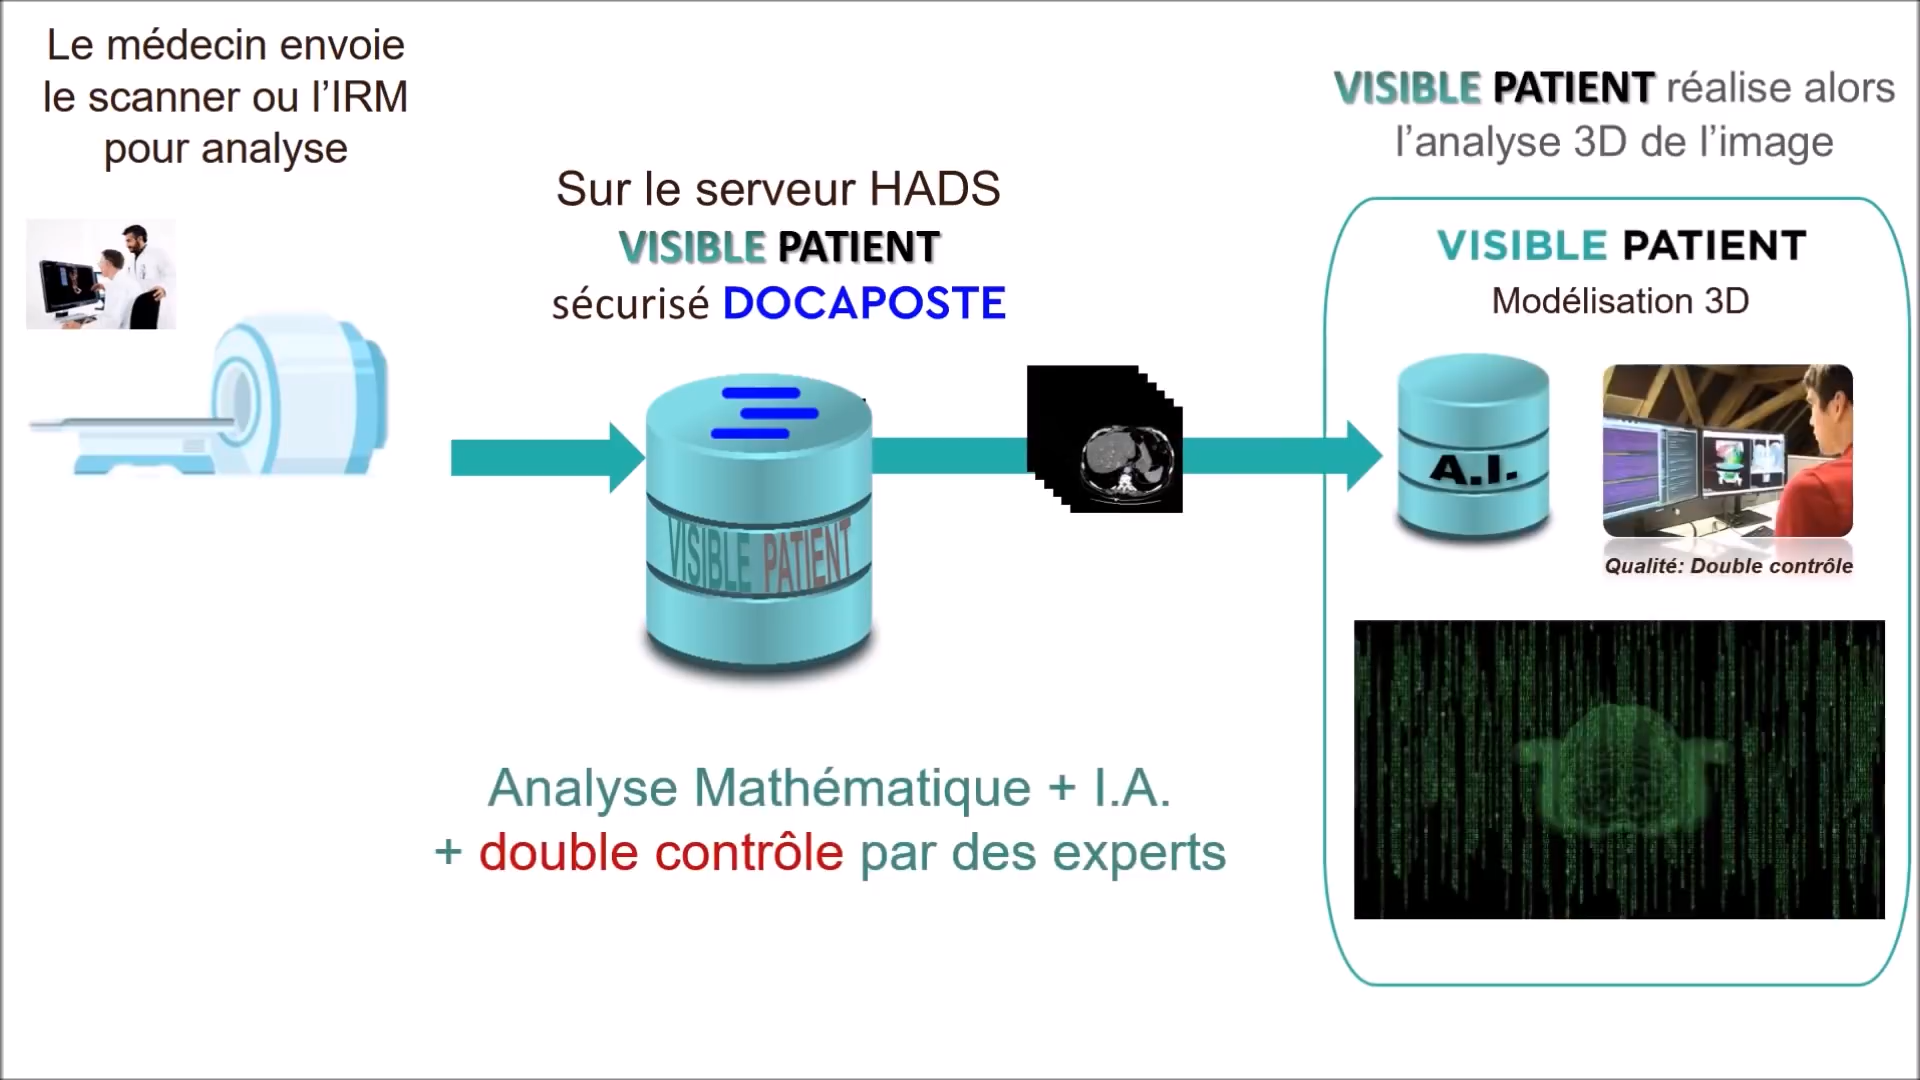 Le médecin envoie
le scanner ou l’IRM
pour analyse
Sur le serveur HADS
VISIBLE PATIENT
sécurisé DOCAPOSTE
VISIBLE PATIENT
Analyse Mathématique + I.A.
+ double contrôle par des experts
VISIBLE PATIENT réalise alors
l’analyse 3D de l’image
VISIBLE PATIENT
Modélisation 3D
A.I.
Qualité: Double contrôle